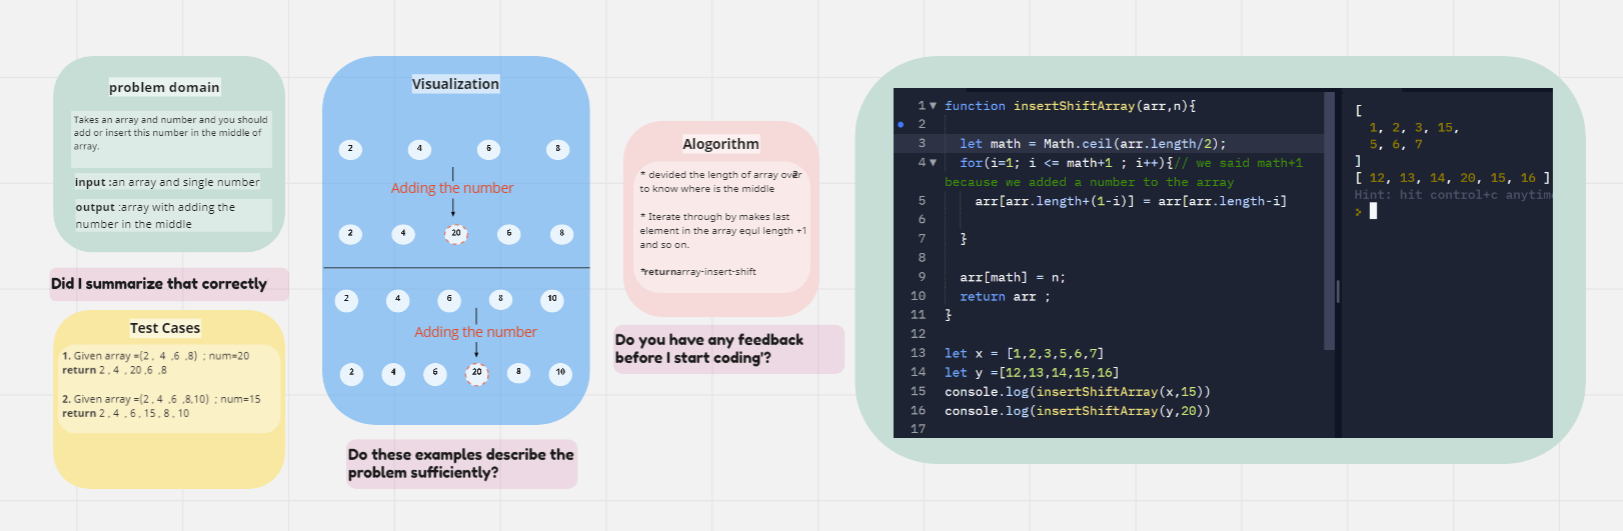 problem domain
Takes an array and number and you should
add or insert this number in the middle of
array.
input :an array and single number
output :array with adding the
number in the middle
Did I summarize that correctly
Test Cases
1. Given array =(2 , 4 ,6 ,8) ; num=20
return 2 , 4 , 20 ,6 ,8
2. Given array =(2 , 4 ,6 ,8,10) ; num=15
return 2 , 4 , 6 , 15 , 8 , 10
Visualization
2 4 6 8
Adding the number
2 4 20 6 8
2 4 6 8 10
Adding the number
2 4 6 20 8 10
Do these examples describe the
problem sufficiently?
Alogorithm
* devided the length of array over 2
to know where is the middle
* Iterate through by makes last
element in the array equl length +1
and so on.
*returnarray-insert-shift
Do you have any feedback
before I start coding'?
1 function insertShiftArray(arr,n){
2
3 let math = Math.ceil(arr.length/2);
4 for(i=1; i <= math+1 ; i++){// we said math+1
because we added a number to the array
5 arr[arr.length+(1-i)] = arr[arr.length-i]
6
7 }
8
9 arr[math] = n;
10 return arr ;
11 }
12
13 let x = [1,2,3,5,6,7]
14 let y =[12,13,14,15,16]
15 console.log(insertShiftArray(x,15))
16 console.log(insertShiftArray(y,20))
17
[
1, 2, 3, 15,
5, 6, 7
]
[ 12, 13, 14, 20, 15, 16 ]
Hint: hit control+c anytim
>